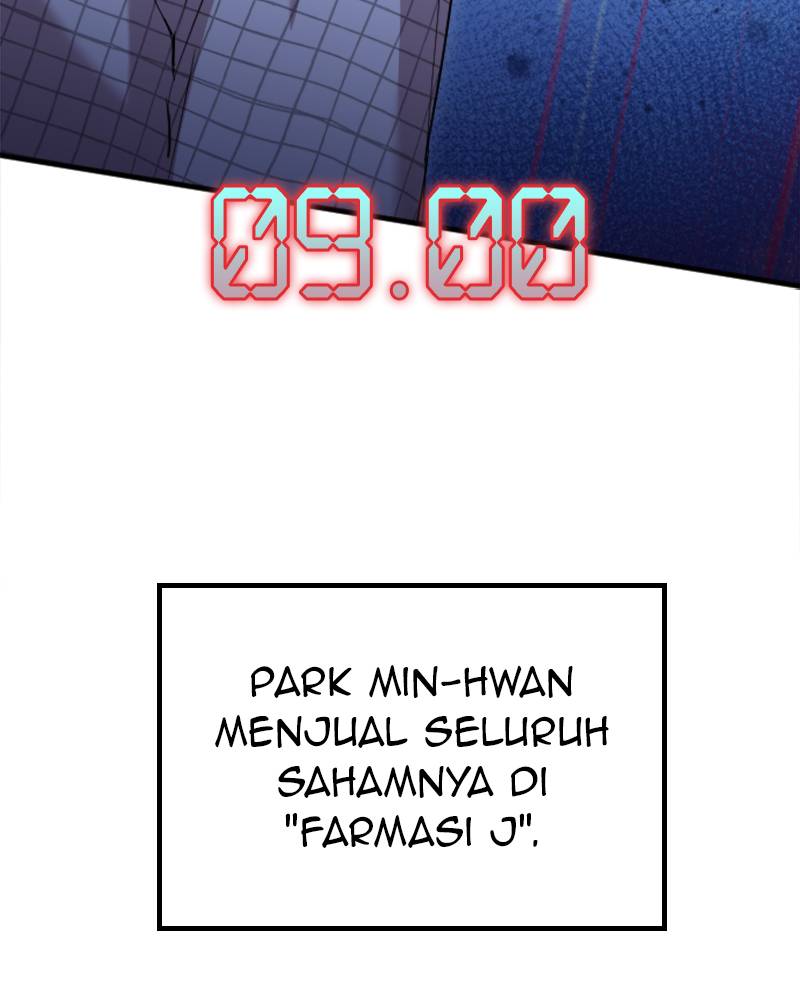 09.00
PARK MIN-HWAN
MENJUAL SELURUH
SAHAMNYA DI
"FARMASI J".